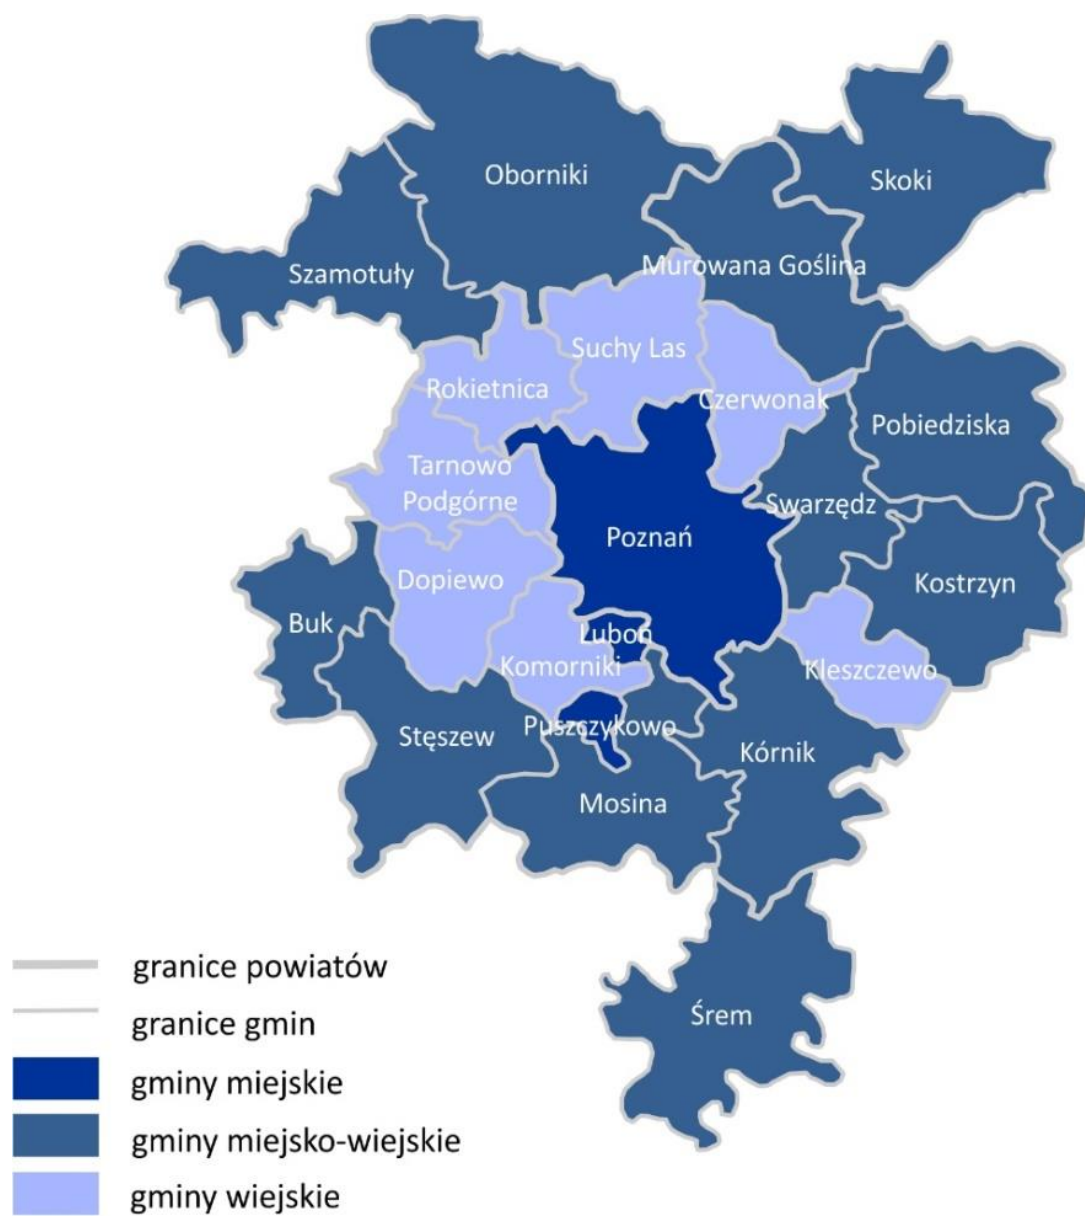 Oborniki
Skoki
Szamotuły
Murowana Goślina
Suchy Las
Rokietnica
Czerwonak
Pobiedziska
Tarnowo
Podgórne
Swarzędz
Poznań
Dopiewo
Kostrzyn
Buk
Luboń
Komorniki
Kleszczewo
Puszczykowo
Stęszew
Kórnik
Mosina
Śrem
granice powiatów
granice gmin
gminy miejskie
gminy miejsko-wiejskie
gminy wiejskie